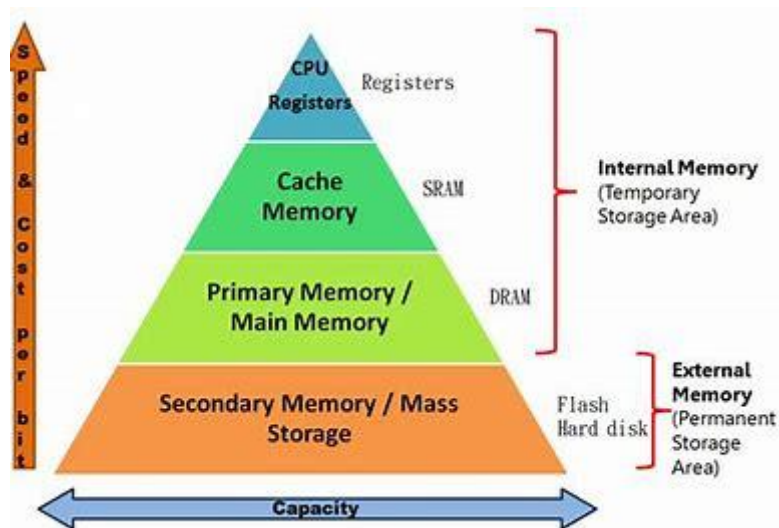 Speed & Cost per bit
CPU
Registers
Registers
Cache
Memory
SRAM
Primary Memory /
Main Memory
DRAM
Internal Memory
(Temporary
Storage Area)
Secondary Memory / Mass
Storage
Flash
Hard disk
External
Memory
(Permanent
Storage
Area)
Capacity